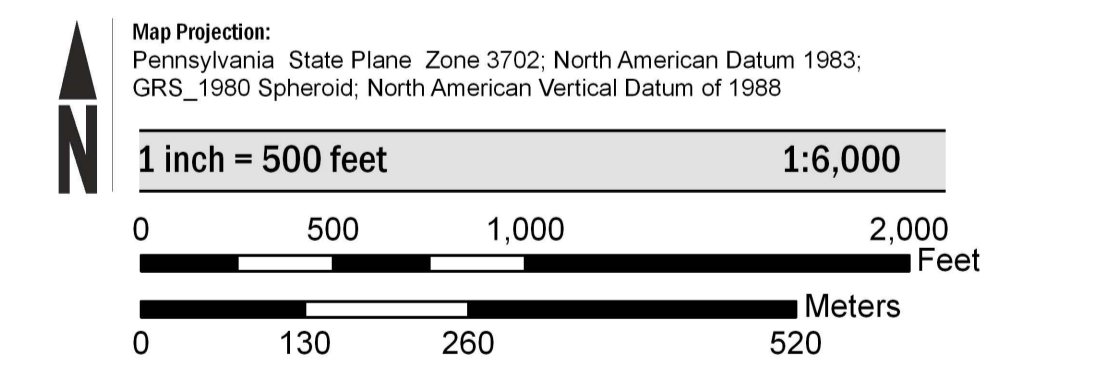 Map Projection:
Pennsylvania State Plane Zone 3702; North American Datum 1983;
GRS_1980 Spheroid; North American Vertical Datum of 1988
N
1 inch = 500 feet 1:6,000
0 500 1,000 2,000
Feet
Meters
0 130 260 520